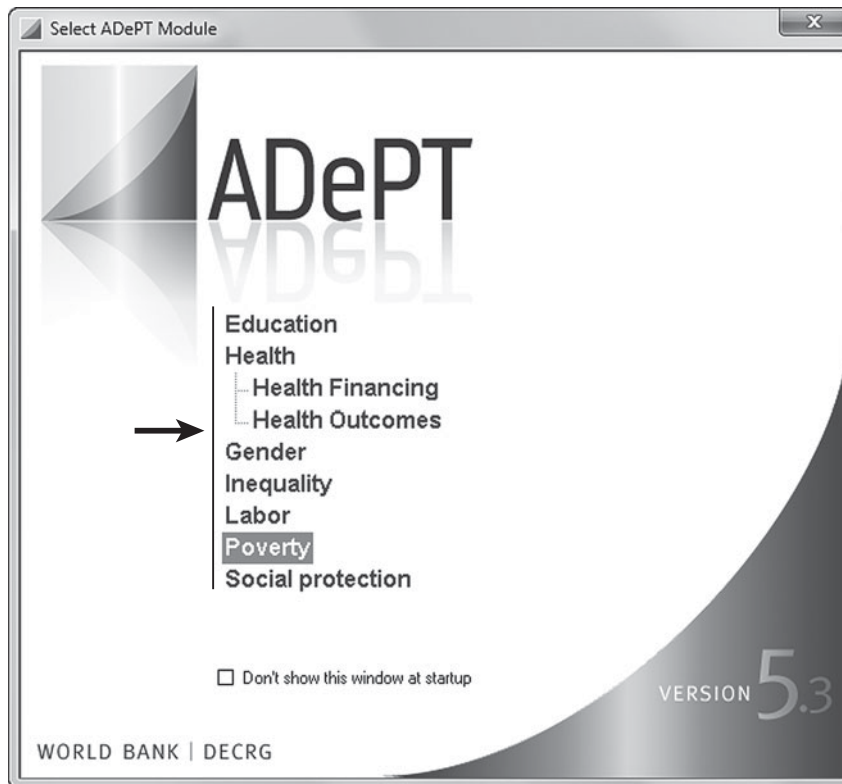 Select ADePT Module
x
ADePT
Education
Health
Health Financing
Health Outcomes
Gender
Inequality
Labor
Poverty
Social protection
Don't show this window at startup
VERSION 5.3
WORLD BANK | DECRG